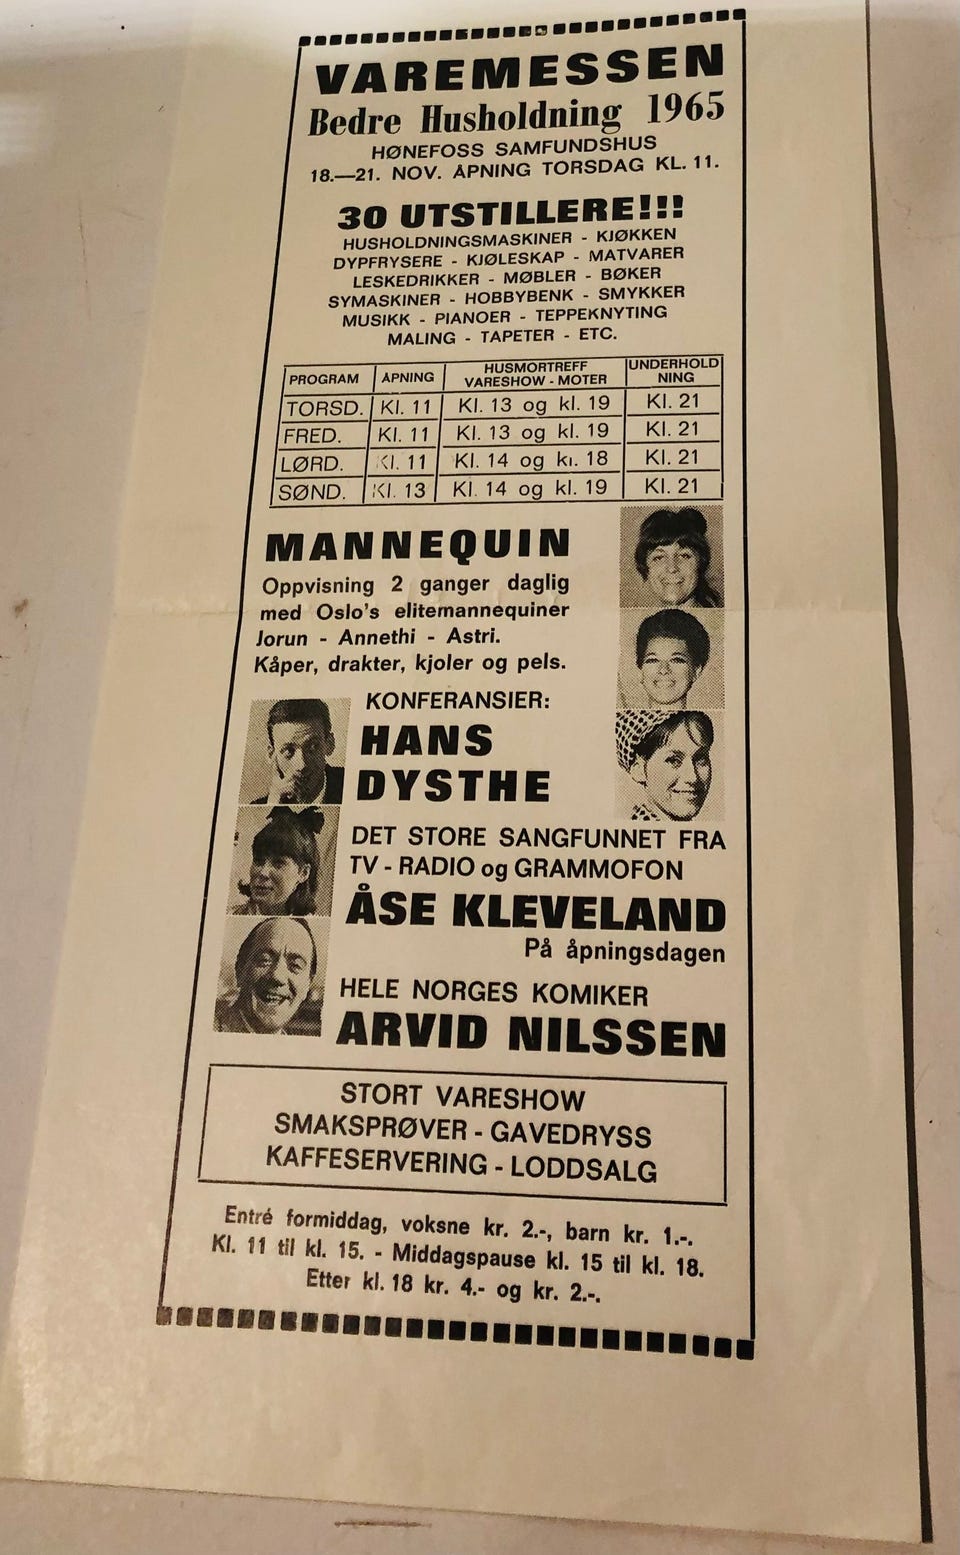 VAREMESSEN
Bedre Husholdning 1965
HØNEFOSS SAMFUNDSHUS
18.—21. NOV. ÅPNING TORSDAG KL. 11.
30 UTSTILLERE!!!
HUSHOLDNINGSMASKINER - KJØKKEN
DYPFRYSERE - KJØLESKAP - MATVARER
LESKEDRIKKER - MØBLER - BØKER
SYMASKINER - HOBBYBENK - SMYKKER
MUSIKK - PIANOER - TEPPEKNYTING
MALING - TAPETER - ETC.
PROGRAM ÅPNING HUSMORTREFF VARESHOW - MOTER UNDERHOLD NING
TORSD. Kl. 11 Kl. 13 og kl. 19 Kl. 21
FRED. Kl. 11 Kl. 13 og kl. 19 Kl. 21
LØRD. Kl. 11 Kl. 14 og kl. 18 Kl. 21
SØND. Kl. 13 Kl. 14 og kl. 19 Kl. 21
MANNEQUIN
Oppvisning 2 ganger daglig
med Oslo's elitemannequiner
Jorun - Annethi - Astri.
Kåper, drakter, kjoler og pels.
KONFERANSIER:
HANS
DYSTHE
DET STORE SANGFUNNET FRA
TV - RADIO og GRAMMOFON
ÅSE KLEVELAND
På åpningsdagen
HELE NORGES KOMIKER
ARVID NILSSEN
STORT VARESHOW
SMAKSPRØVER - GAVEDRYSS
KAFFESERVERING - LODDSALG
Entré formiddag, voksne kr. 2.-, barn kr. 1.-.
Kl. 11 til kl. 15. - Middagspause kl. 15 til kl. 18.
Etter kl. 18 kr. 4.- og kr. 2.-.